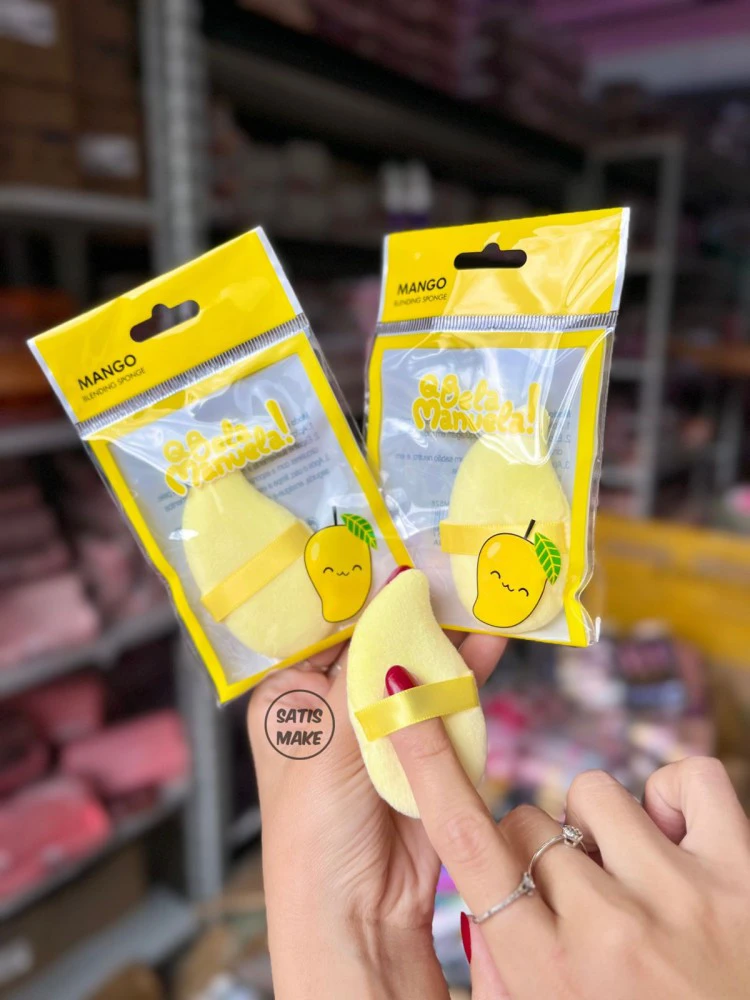 MANGO
BLENDING SPONGE
@Bela
Manuela!
MANGO
BLENDING SPONGE
@Bela
Manuela!
SATIS
MAKE